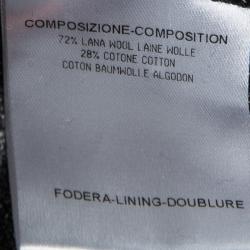 COMPOSIZIONE-COMPOSITION
72% LANA WOOL LAINE WOLLE
28% COTONE COTTON
COTON BAUMWOLLE ALGODON
FODERA-LINING-DOUBLURE